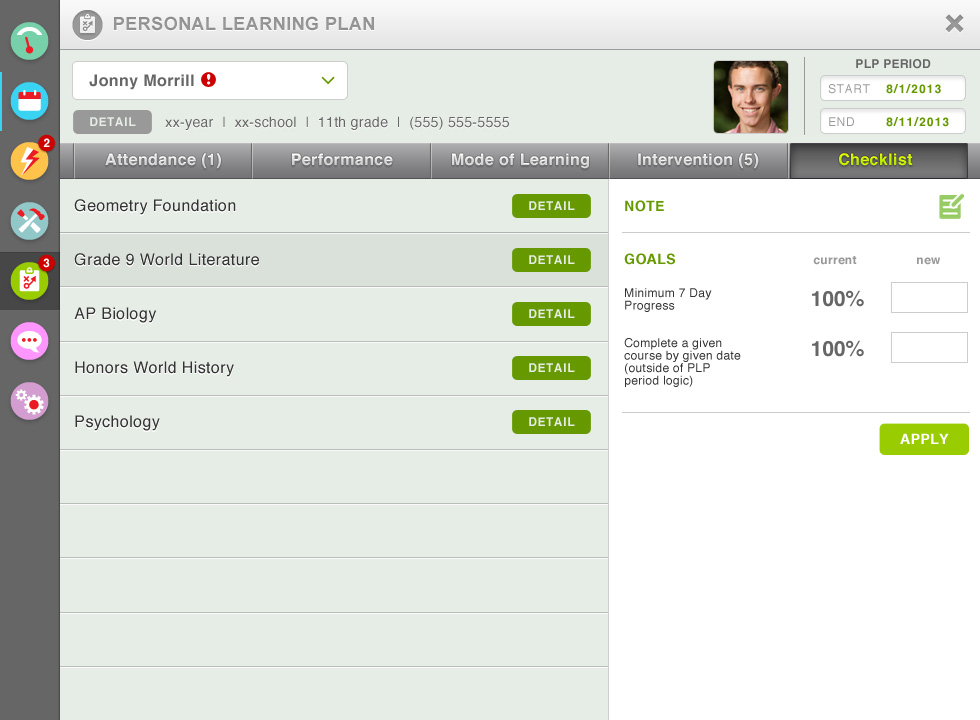 PERSONAL LEARNING PLAN
Jonny Morrill
PLP PERIOD
START 8/1/2013
END 8/11/2013
DETAIL xx-year | xx-school | 11th grade | (555) 555-5555
2
3
Attendance (1) Performance Mode of Learning Intervention (5) Checklist
Geometry Foundation DETAIL
Grade 9 World Literature DETAIL
AP Biology DETAIL
Honors World History DETAIL
Psychology DETAIL
NOTE
GOALS current new
Minimum 7 Day
Progress
100%
Complete a given
course by given date
(outside of PLP
period logic)
100%
APPLY